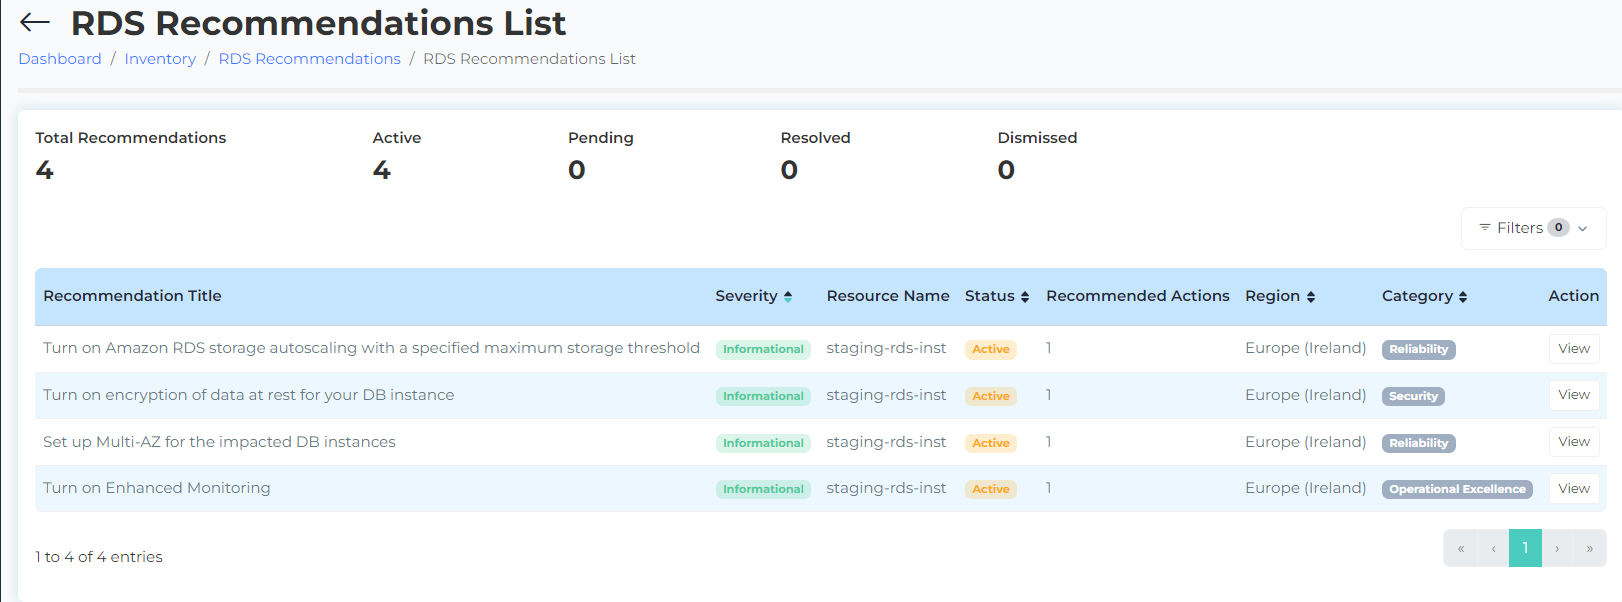 RDS Recommendations List
Dashboard / Inventory / RDS Recommendations / RDS Recommendations List
Total Recommendations Active Pending Resolved Dismissed
4 4 0 0 0
Filters 0
Recommendation Title Severity Resource Name Status Recommended Actions Region Category Action
Turn on Amazon RDS storage autoscaling with a specified maximum storage threshold Informational staging-rds-inst Active 1 Europe (Ireland) Reliability View
Turn on encryption of data at rest for your DB instance Informational staging-rds-inst Active 1 Europe (Ireland) Security View
Set up Multi-AZ for the impacted DB instances Informational staging-rds-inst Active 1 Europe (Ireland) Reliability View
Turn on Enhanced Monitoring Informational staging-rds-inst Active 1 Europe (Ireland) Operational Excellence View
1 to 4 of 4 entries « ‹ 1 › »